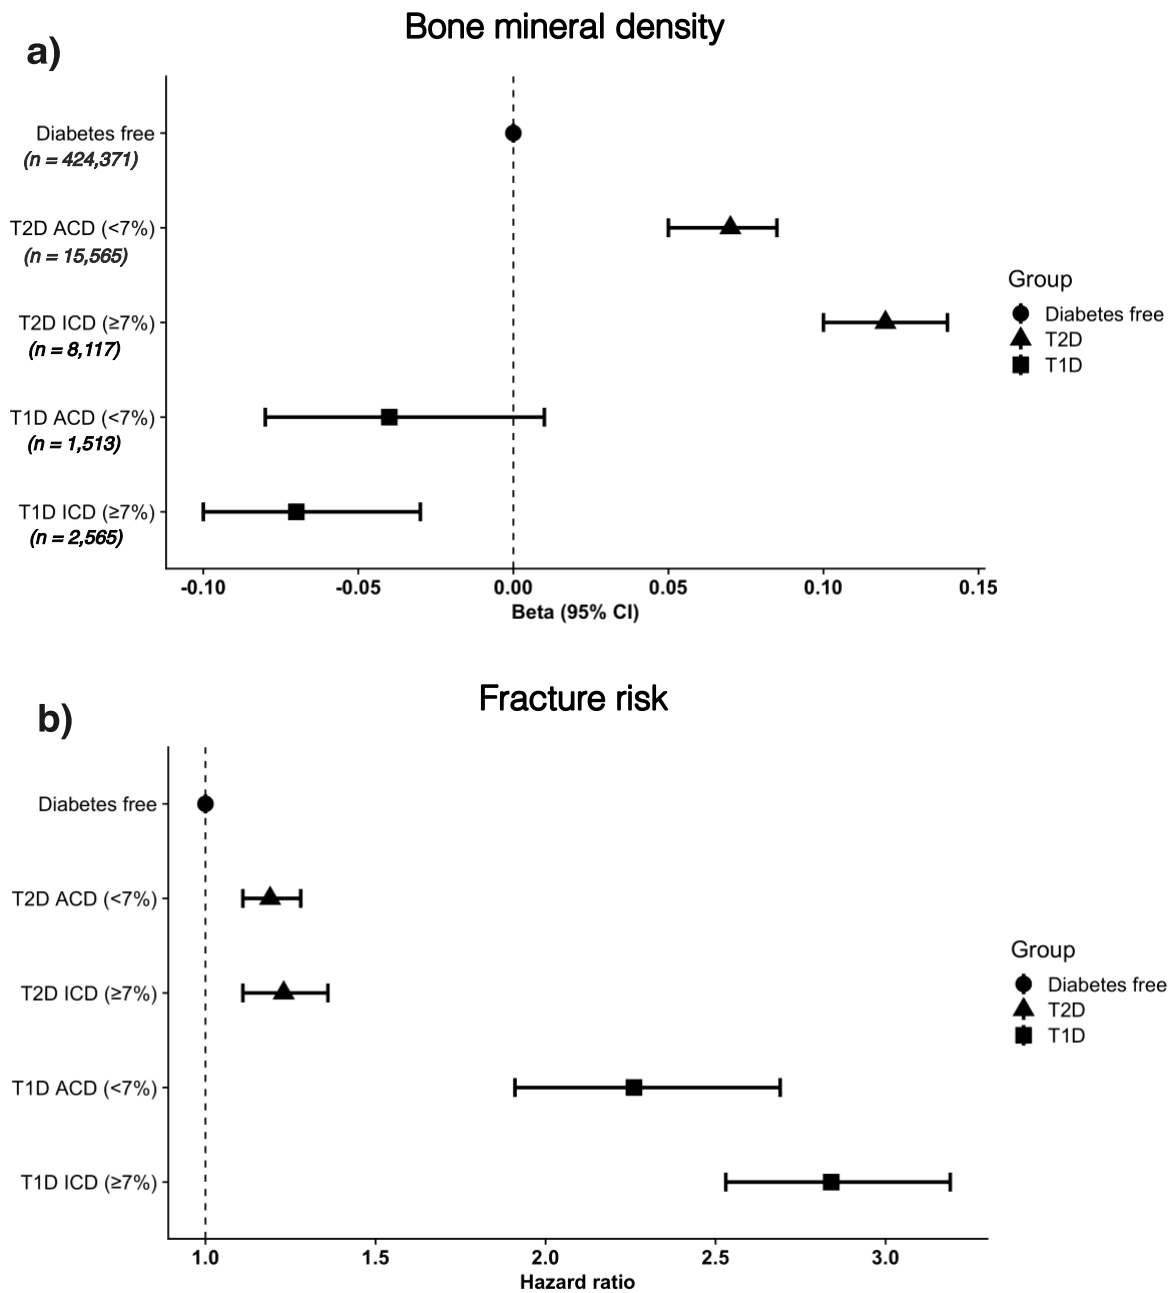 Bone mineral density
a)
Diabetes free
(n = 424,371)
T2D ACD (<7%)
(n = 15,565)
T2D ICD (≥7%)
(n = 8,117)
T1D ACD (<7%)
(n = 1,513)
T1D ICD (≥7%)
(n = 2,565)
Group
Diabetes free
T2D
T1D
-0.10 -0.05 0.00 0.05 0.10 0.15
Beta (95% CI)
Fracture risk
b)
Diabetes free
T2D ACD (<7%)
T2D ICD (≥7%)
T1D ACD (<7%)
T1D ICD (≥7%)
Group
Diabetes free
T2D
T1D
1.0 1.5 2.0 2.5 3.0
Hazard ratio